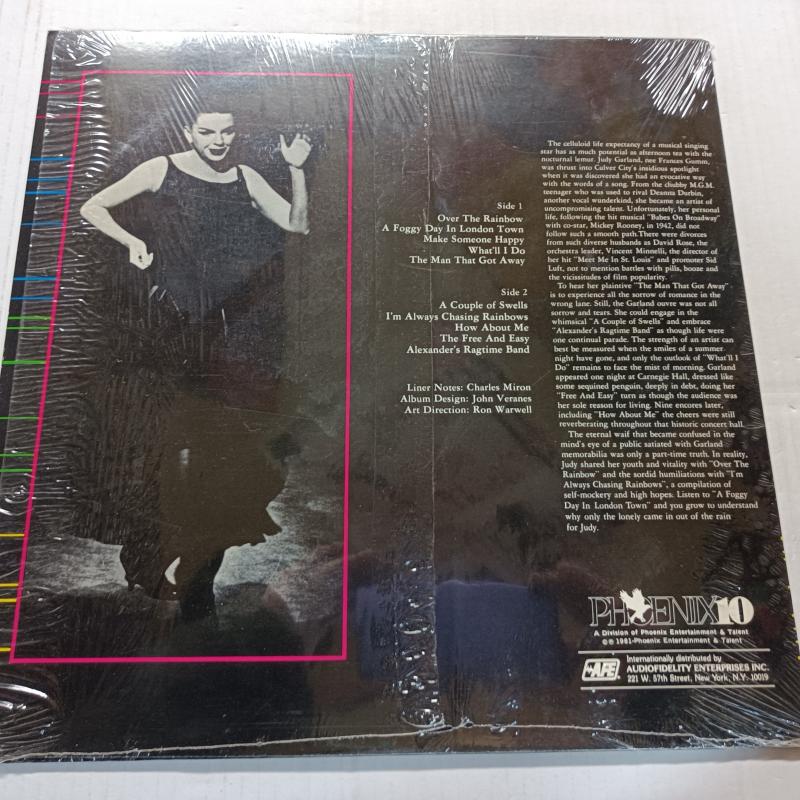 Side 1
Over The Rainbow
A Foggy Day In London Town
Make Someone Happy
What'll I Do
The Man That Got Away
Side 2
A Couple of Swells
I'm Always Chasing Rainbows
How About Me
The Free And Easy
Alexander's Ragtime Band
Liner Notes: Charles Miron
Album Design: John Veranes
Art Direction: Ron Warwell
The celluloid life expectancy of a musical singing
star has as much potential as afternoon tea with the
nocturnal lemur. Judy Garland, nee Frances Gumm,
was thrust into Culver City's insidious spotlight
when it was discovered she had an evocative way
with the words of a song. From the chubby M.G.M.
teenager who was used to rival Deanna Durbin,
another vocal wunderkind, she became an artist of
uncompromising talent. Unfortunately, her personal
life, following the hit musical "Babes On Broadway"
with co-star, Mickey Rooney, in 1942, did not
follow such a smooth path. There were divorces
from such diverse husbands as David Rose, the
orchestra leader, Vincent Minnelli, the director of
her hit "Meet Me In St. Louis" and promoter Sid
Luft, not to mention battles with pills, booze and
the vicissitudes of film popularity.
To hear her plaintive "The Man That Got Away"
is to experience all the sorrow of romance in the
wrong lane. Still, the Garland ouvre was not all
sorrow and tears. She could engage in the
whimsical "A Couple of Swells" and embrace
"Alexander's Ragtime Band" as though life were
one continual parade. The strength of an artist can
best be measured when the smiles of a summer
night have gone, and only the outlook of "What'll I
Do" remains to face the mist of morning. Garland
appeared one night at Carnegie Hall, dressed like
some sequined penguin, deeply in debt, doing her
"Free And Easy" turn as though the audience was
her sole reason for living. Nine encores later,
including "How About Me" the cheers were still
reverberating throughout that historic concert hall.
The eternal waif that became confused in the
mind's eye of a public satiated with Garland
memorabilia was only a part-time truth. In reality,
Judy shared her youth and vitality with "Over The
Rainbow" and the sordid humiliations with "I'm
Always Chasing Rainbows", a compilation of
self-mockery and high hopes. Listen to "A Foggy
Day In London Town" and you grow to understand
why only the lonely came in out of the rain
for Judy.
PHOENIX10
A Division of Phoenix Entertainment & Talent
©℗ 1981-Phoenix Entertainment & Talent
AFE
Internationally distributed by
AUDIOFIDELITY ENTERPRISES INC.
221 W. 57th Street, New York, N.Y. 10019